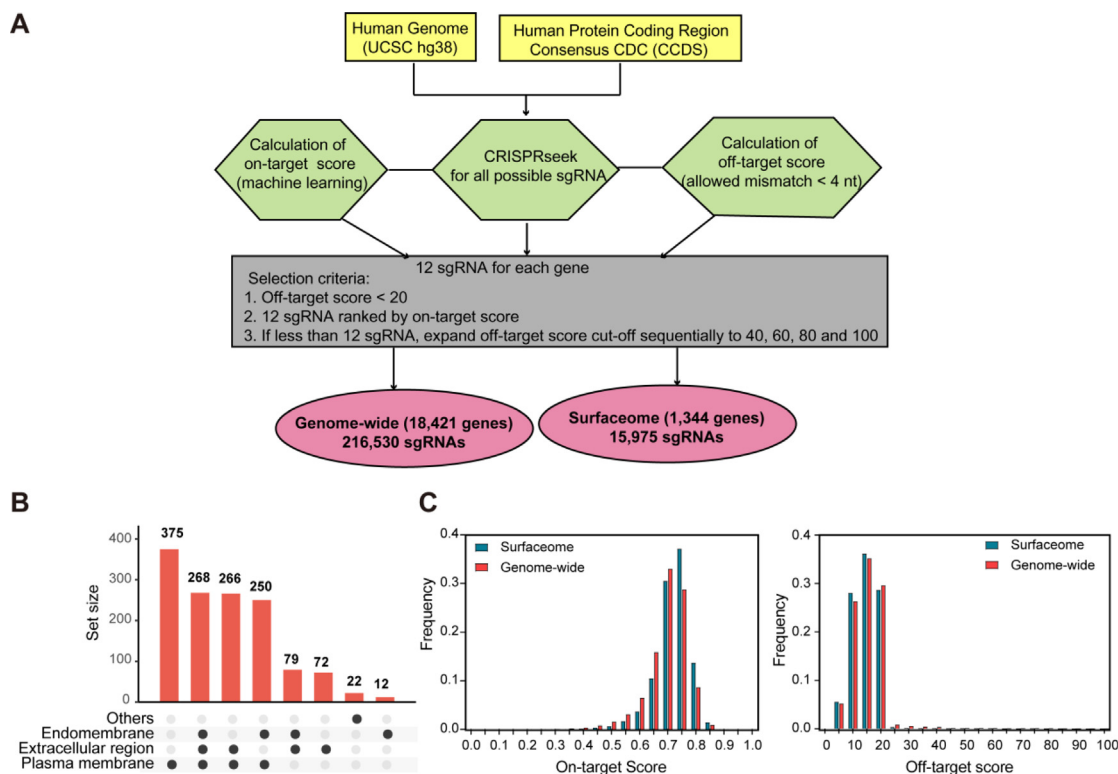 A
Human Genome
(UCSC hg38)
Human Protein Coding Region
Consensus CDC (CCDS)
Calculation of
on-target score
(machine learning)
CRISPRseek
for all possible sgRNA
Calculation of
off-target score
(allowed mismatch < 4 nt)
12 sgRNA for each gene
Selection criteria:
1. Off-target score < 20
2. 12 sgRNA ranked by on-target score
3. If less than 12 sgRNA, expand off-target score cut-off sequentially to 40, 60, 80 and 100
Genome-wide (18,421 genes)
216,530 sgRNAs
Surfaceome (1,344 genes)
15,975 sgRNAs
B
Set size
400
300
200
100
0
375
268
266
250
79
72
22
12
Others
Endomembrane
Extracellular region
Plasma membrane
C
Frequency
0.4
0.3
0.2
0.1
0.0
Surfaceome
Genome-wide
0.0 0.1 0.2 0.3 0.4 0.5 0.6 0.7 0.8 0.9 1.0
On-target Score
Frequency
0.4
0.3
0.2
0.1
0.0
Surfaceome
Genome-wide
0 10 20 30 40 50 60 70 80 90 100
Off-target score